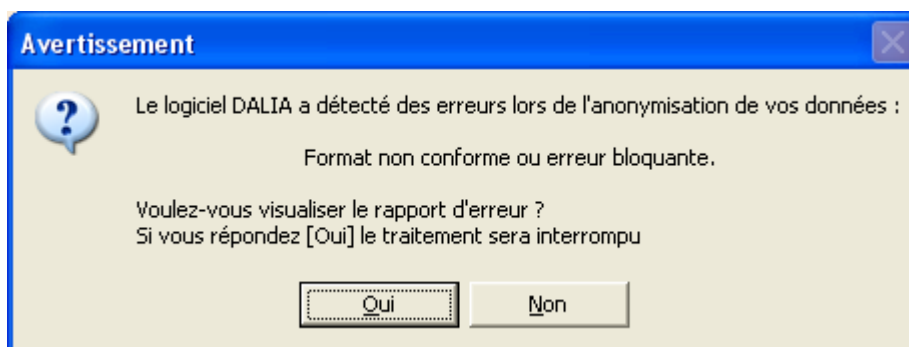 Avertissement
Le logiciel DALIA a détecté des erreurs lors de l'anonymisation de vos données :
Format non conforme ou erreur bloquante.
Voulez-vous visualiser le rapport d'erreur ?
Si vous répondez [Oui] le traitement sera interrompu
Oui Non